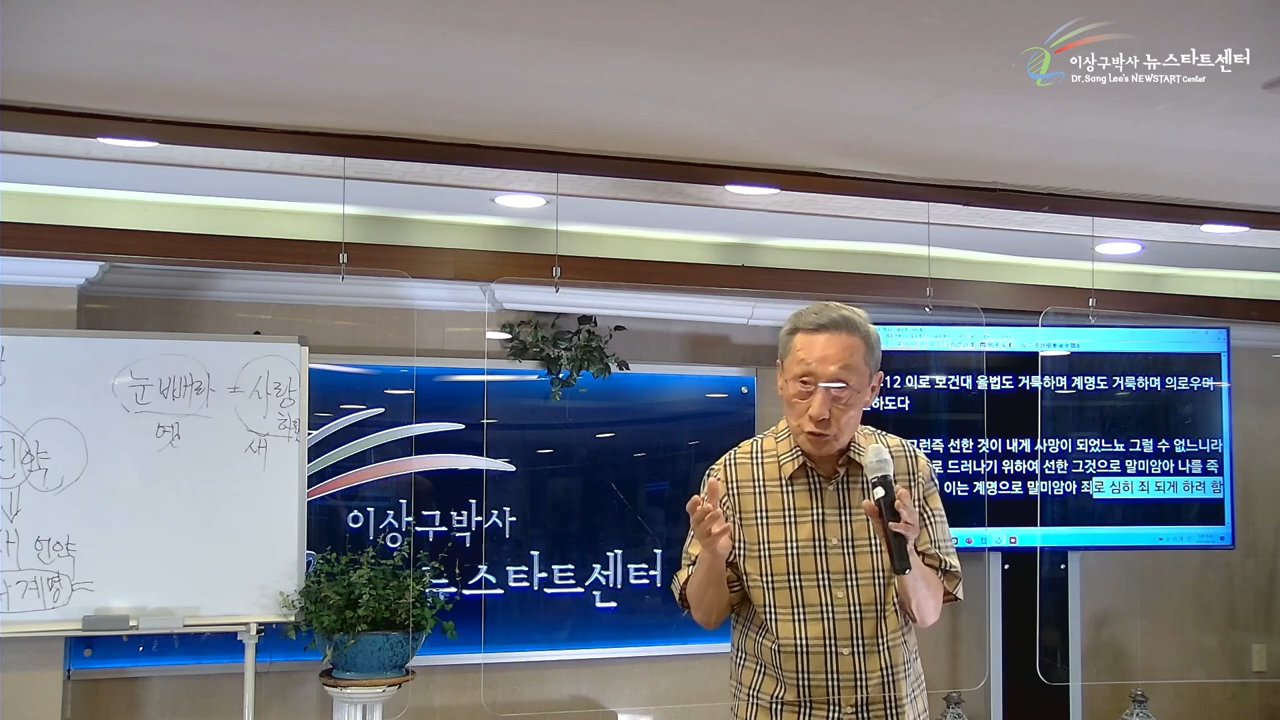 이상구박사 뉴스타트센터
Dr.Sang Lee's NEWSTART Center
눈 빼라 = 사랑
옛
새
약
언약
계명
이상구박사
뉴스타트센터
12 이로 보건대 율법도 거룩하며 계명도 거룩하며 의로우며
하도다
그런즉 선한 것이 내게 사망이 되었느뇨 그럴 수 없느니라
로 드러나기 위하여 선한 그것으로 말미암아 나를 죽
이는 계명으로 말미암아 죄로 심히 죄 되게 하려 함